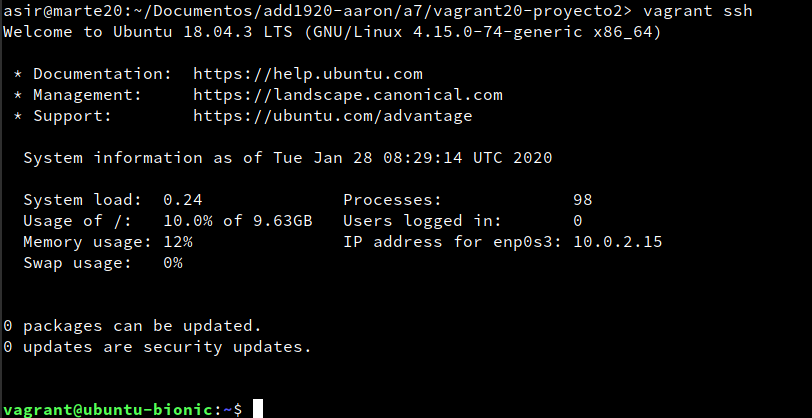 asir@marte20:~/Documentos/add1920-aaron/a7/vagrant20-proyecto2> vagrant ssh
Welcome to Ubuntu 18.04.3 LTS (GNU/Linux 4.15.0-74-generic x86_64)
* Documentation:  https://help.ubuntu.com
* Management:     https://landscape.canonical.com
* Support:        https://ubuntu.com/advantage
System information as of Tue Jan 28 08:29:14 UTC 2020
System load:  0.24              Processes:             98
Usage of /:   10.0% of 9.63GB   Users logged in:       0
Memory usage: 12%               IP address for enp0s3: 10.0.2.15
Swap usage:   0%
0 packages can be updated.
0 updates are security updates.
vagrant@ubuntu-bionic:~$